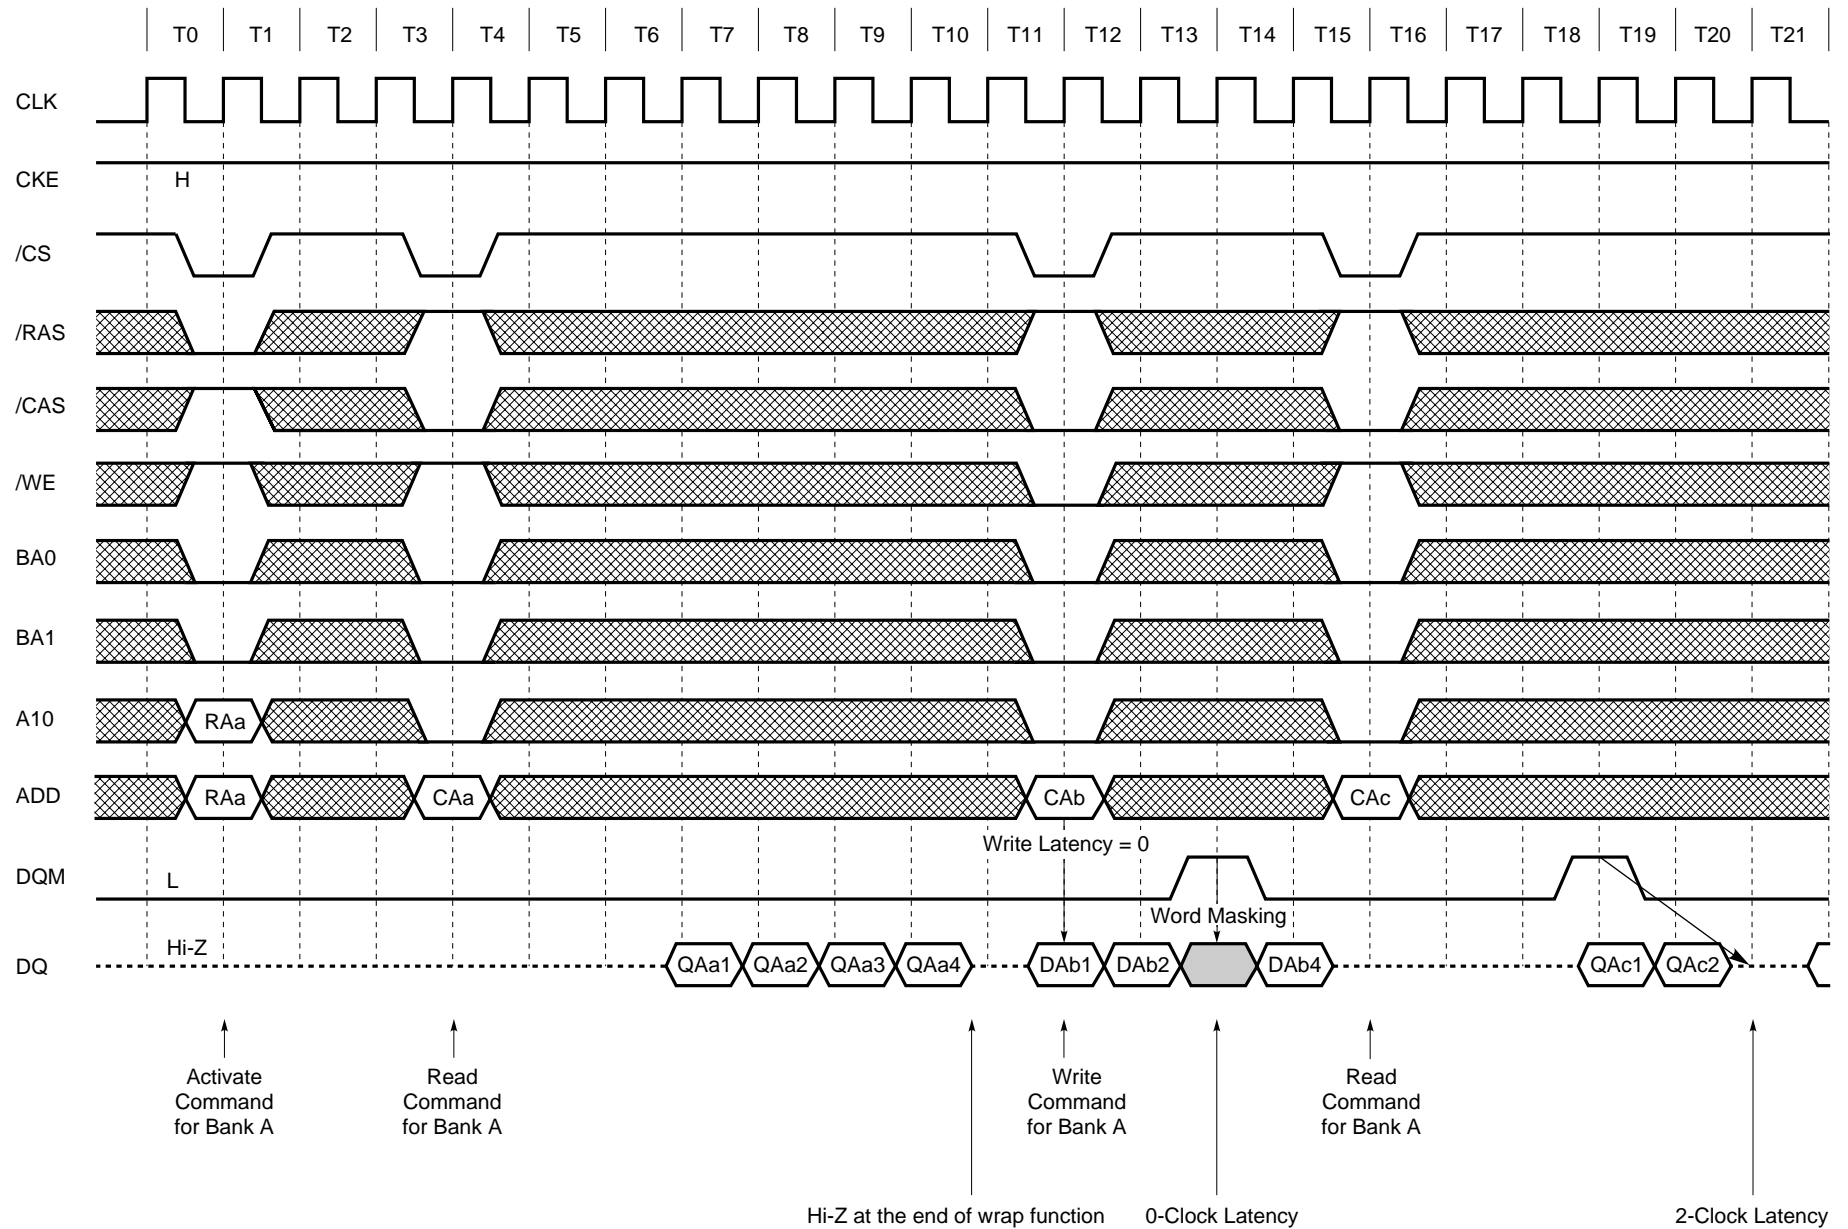 T0 T1 T2 T3 T4 T5 T6 T7 T8 T9 T10 T11 T12 T13 T14 T15 T16 T17 T18 T19 T20 T21
CLK
CKE H
/CS
/RAS
/CAS
/WE
BA0
BA1
A10 RAa
ADD RAa CAa CAb CAc
Write Latency = 0
DQM L
Word Masking
Hi-Z
DQ QAa1 QAa2 QAa3 QAa4 DAb1 DAb2 DAb4 QAc1 QAc2
Activate
Command
for Bank A
Read
Command
for Bank A
Write
Command
for Bank A
Read
Command
for Bank A
Hi-Z at the end of wrap function
0-Clock Latency
2-Clock Latency